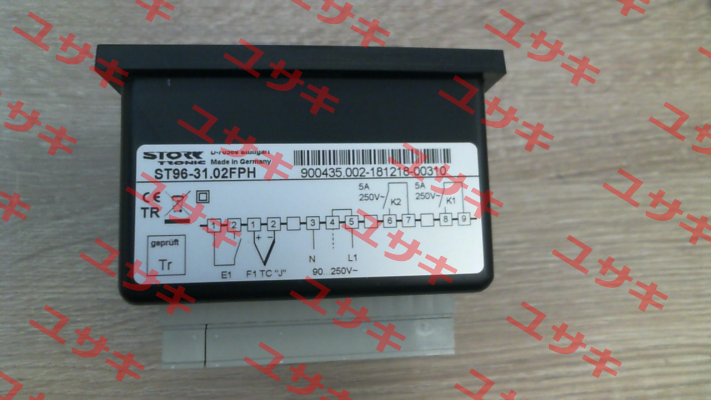 ユサキ
STORK
TRONIC
Made in Germany
ST96-31.02FPH
900435.002-181218-00310
CE
TR
geprüft
Tr
5A
250V~
K2
5A
250V~
K1
1 2 1 2 3 4 5 6 7 8 9
+ -
E1
F1 TC "J"
N
L1
90 250V~